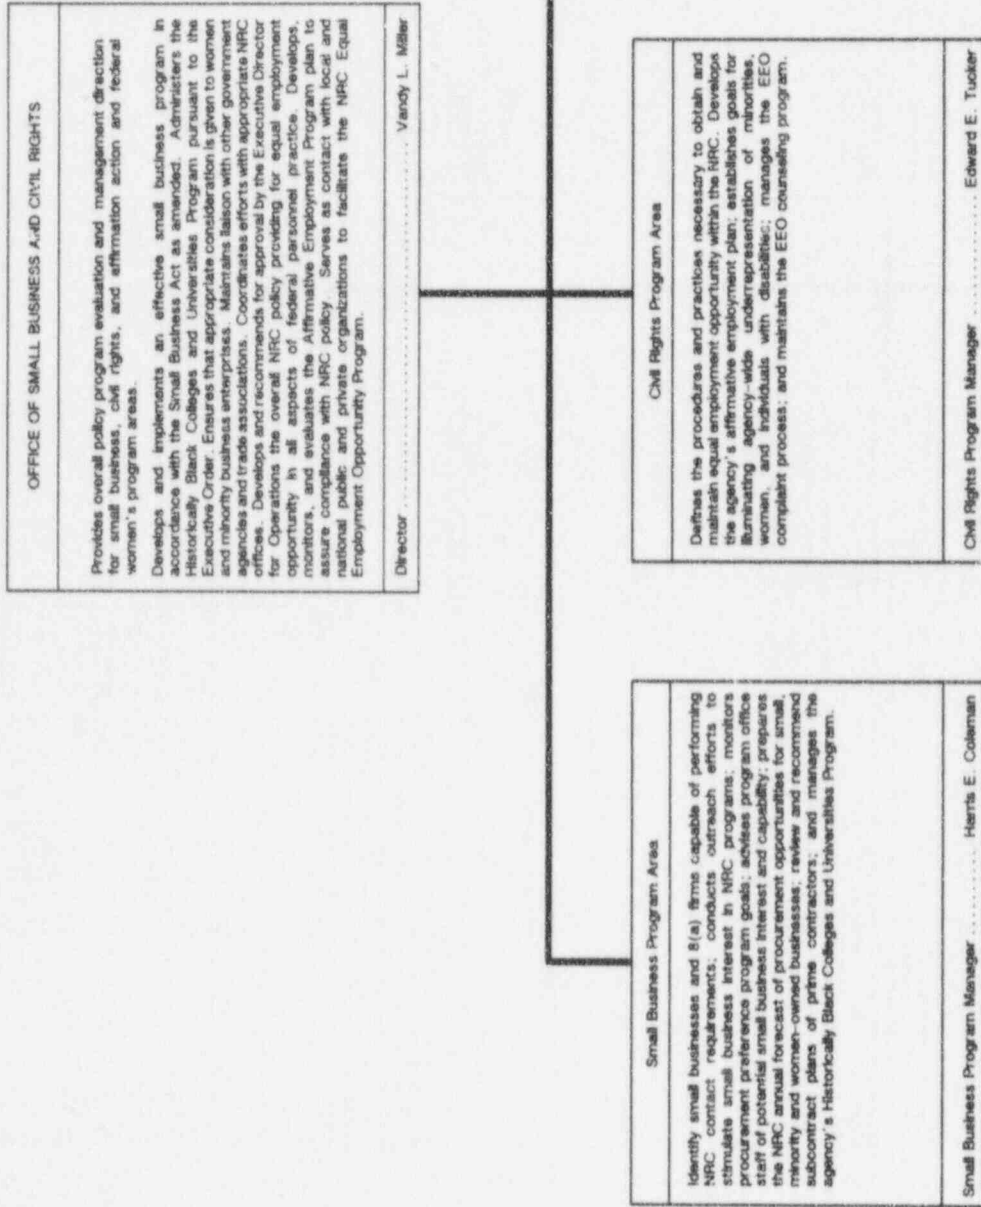 OFFICE OF SMALL BUSINESS AND CIVIL RIGHTS
Provides overall policy program evaluation and management direction
for small business, civil rights, and affirmation action and federal
women's program areas.
Develops and implements an effective small business program in
accordance with the Small Business Act as amended. Administers the
Historically Black Colleges and Universities Program pursuant to the
Executive Order. Ensures that appropriate consideration is given to women
and minority business enterprises. Maintains liaison with other government
agencies and trade associations. Coordinates efforts with appropriate NRC
offices. Develops and recommends for approval by the Executive Director
for Operations the overall NRC policy providing for equal employment
opportunity in all aspects of federal personnel practice. Develops,
monitors, and evaluates the Affirmative Employment Program plan to
assure compliance with NRC policy. Serves as contact with local and
national public and private organizations to facilitate the NRC Equal
Employment Opportunity Program.
Director .......... Vandy L. Miller
Small Business Program Area
Identify small businesses and 8(a) firms capable of performing
NRC contact requirements; conducts outreach efforts to
stimulate small business interest in NRC programs; monitors
procurement preference program goals; advises program office
staff of potential small business interest and capability; prepares
the NRC annual forecast of procurement opportunities for small,
minority and women-owned businesses; review and recommend
subcontract plans of prime contractors; and manages the
agency's Historically Black Colleges and Universities Program.
Small Business Program Manager .......... Harris E. Coleman
Civil Rights Program Area
Defines the procedures and practices necessary to obtain and
maintain equal employment opportunity within the NRC. Develops
the agency's affirmative employment plan; establishes goals for
illuminating agency-wide underrepresentation of minorities,
women, and individuals with disabilities; manages the EEO
complaint process; and maintains the EEO counseling program.
Civil Rights Program Manager .......... Edward E. Tucker